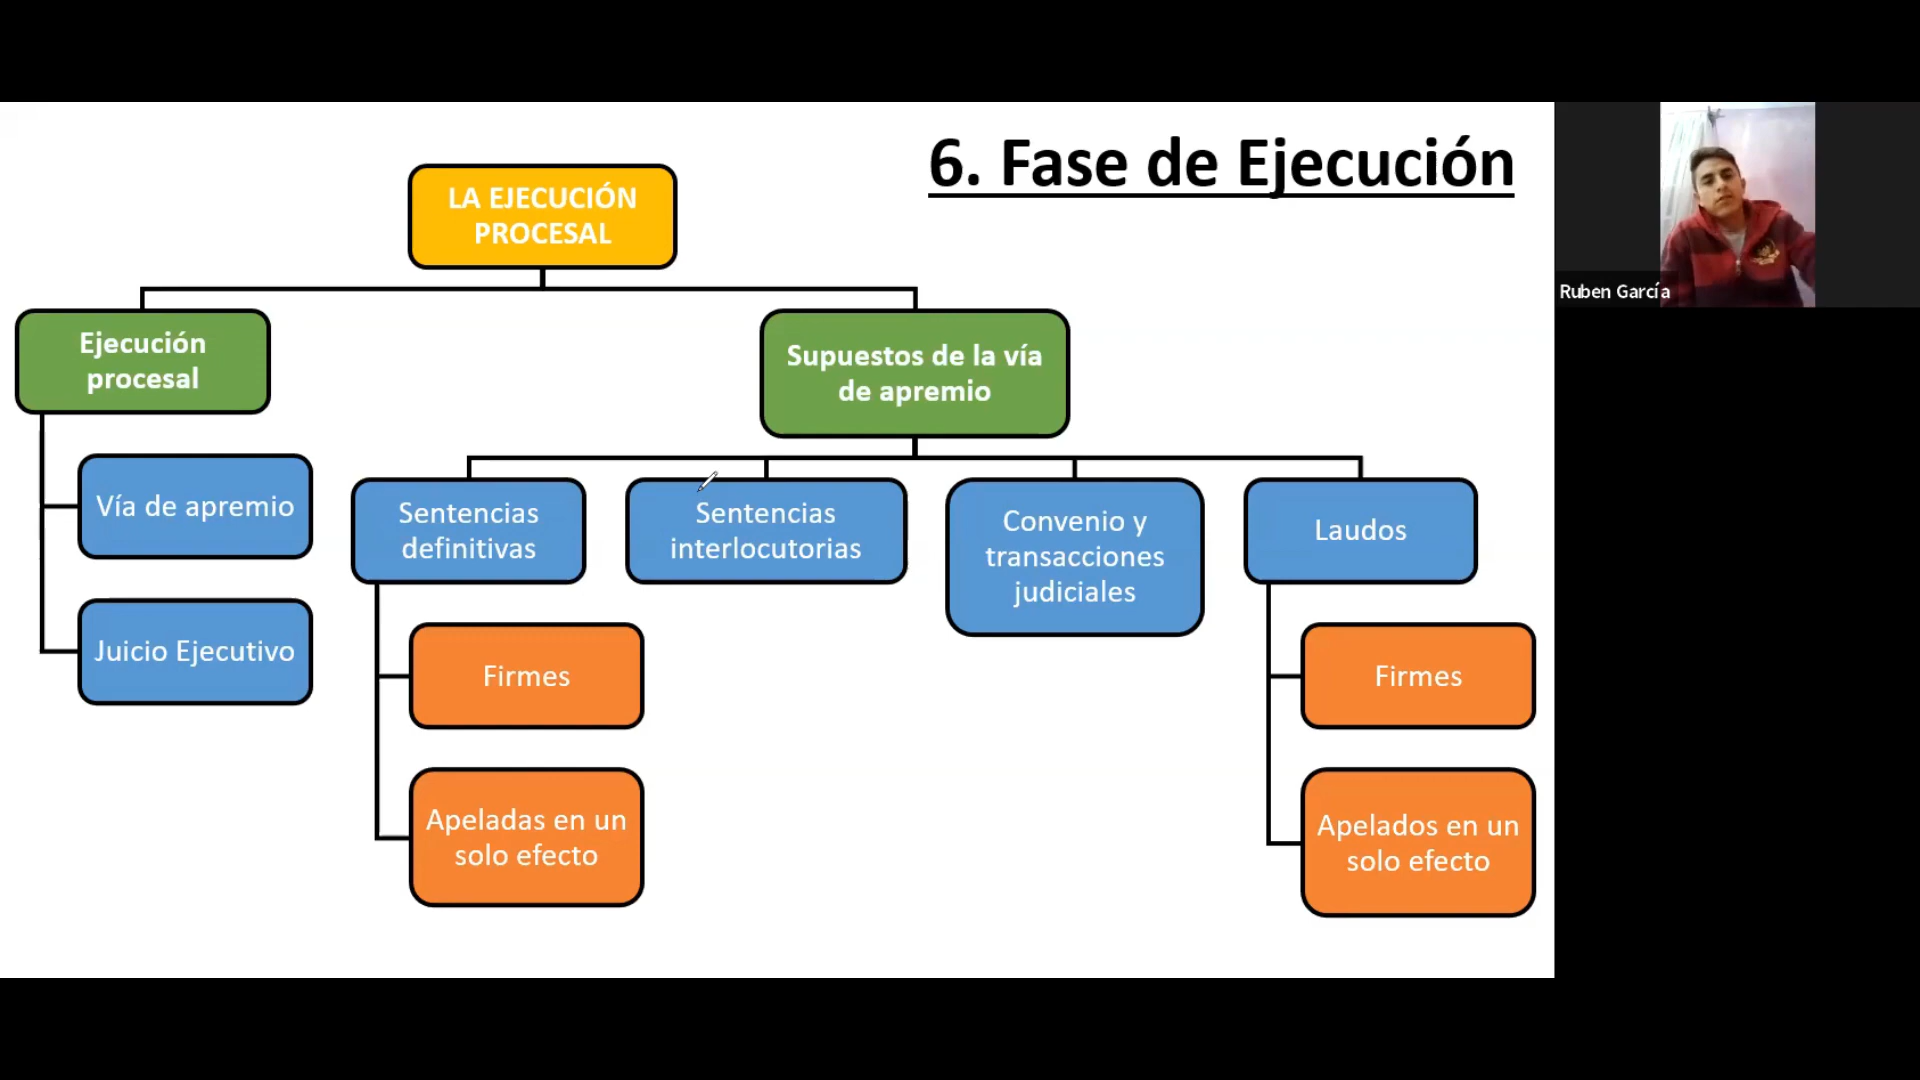 6. Fase de Ejecución
LA EJECUCIÓN
PROCESAL
Ejecución
procesal
Vía de apremio
Juicio Ejecutivo
Supuestos de la vía
de apremio
Sentencias
definitivas
Firmes
Apeladas en un
solo efecto
Sentencias
interlocutorias
Convenio y
transacciones
judiciales
Laudos
Firmes
Apelados en un
solo efecto
Ruben García